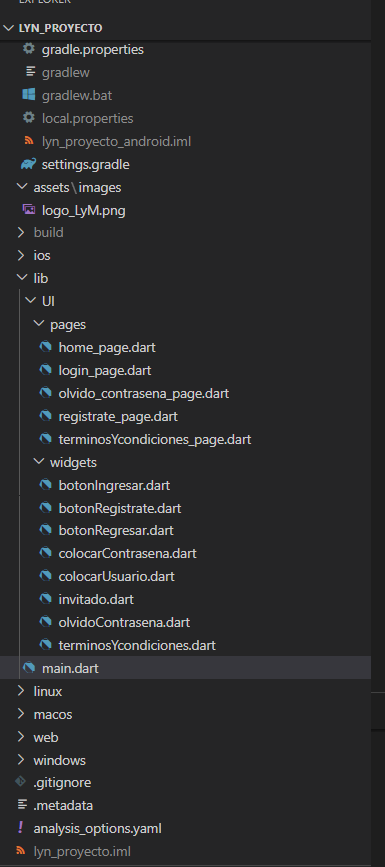 EXPLORER
LYN_PROYECTO
gradle.properties
gradlew
gradlew.bat
local.properties
lyn_proyecto_android.iml
settings.gradle
assets\images
logo_LyM.png
build
ios
lib
UI
pages
home_page.dart
login_page.dart
olvido_contrasena_page.dart
registrate_page.dart
terminosYcondiciones_page.dart
widgets
botonIngresar.dart
botonRegistrate.dart
botonRegresar.dart
colocarContrasena.dart
colocarUsuario.dart
invitado.dart
olvidoContrasena.dart
terminosYcondiciones.dart
main.dart
linux
macos
web
windows
.gitignore
.metadata
analysis_options.yaml
lyn_proyecto.iml